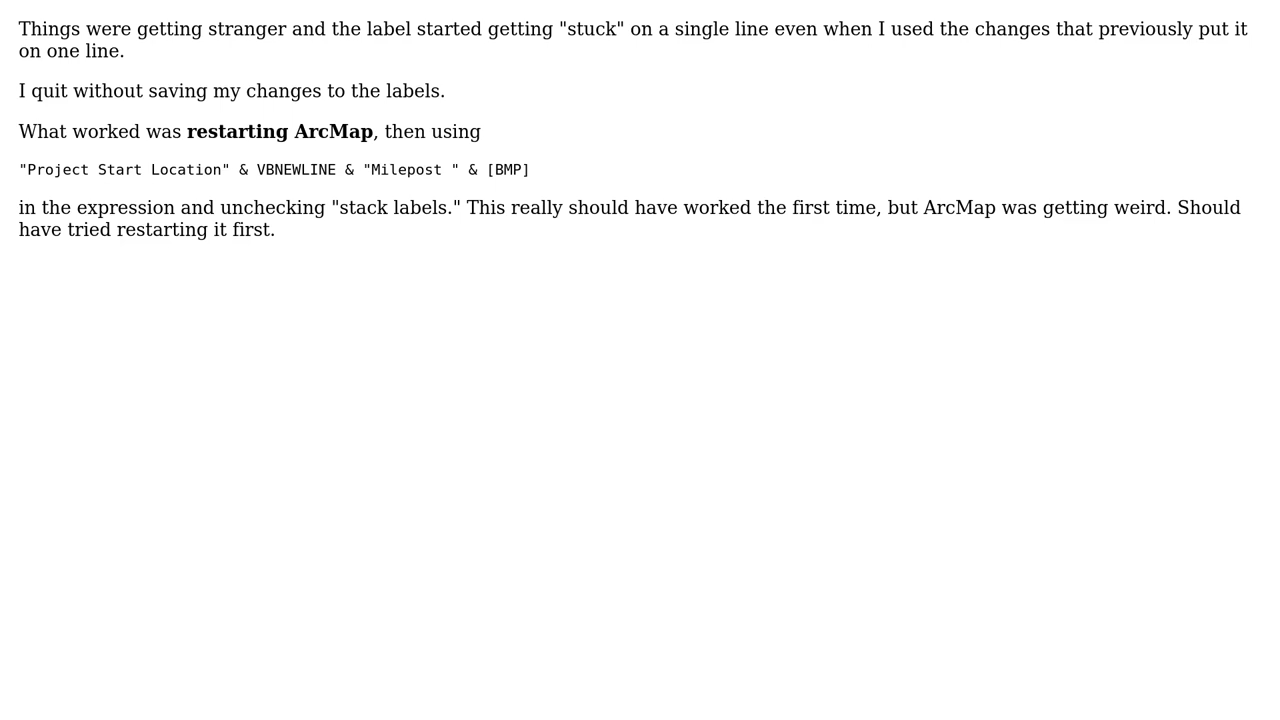 Things were getting stranger and the label started getting "stuck" on a single line even when I used the changes that previously put it
on one line.
I quit without saving my changes to the labels.
What worked was restarting ArcMap, then using
"Project Start Location" & VBNEWLINE & "Milepost " & [BMP]
in the expression and unchecking "stack labels." This really should have worked the first time, but ArcMap was getting weird. Should
have tried restarting it first.